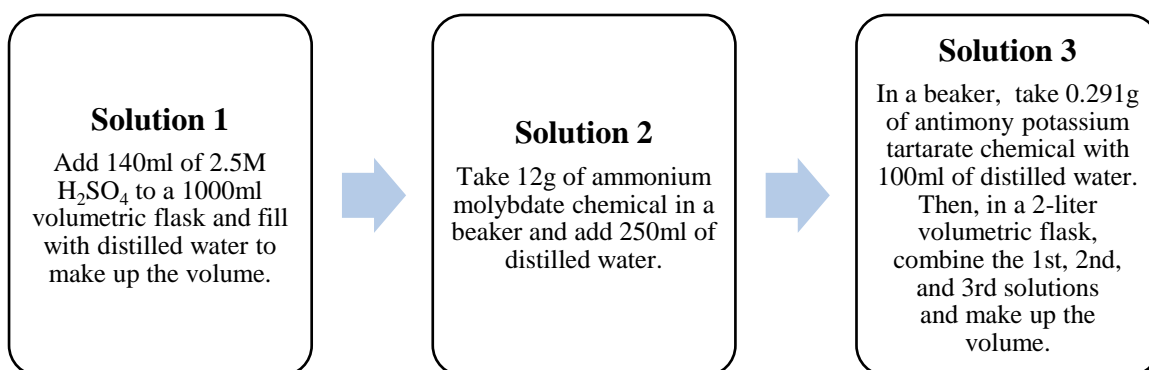 Solution 1
Add 140ml of 2.5M
H₂SO₄ to a 1000ml
volumetric flask and fill
with distilled water to
make up the volume.
Solution 2
Take 12g of ammonium
molybdate chemical in a
beaker and add 250ml of
distilled water.
Solution 3
In a beaker, take 0.291g
of antimony potassium
tartarate chemical with
100ml of distilled water.
Then, in a 2-liter
volumetric flask,
combine the 1st, 2nd,
and 3rd solutions
and make up the
volume.